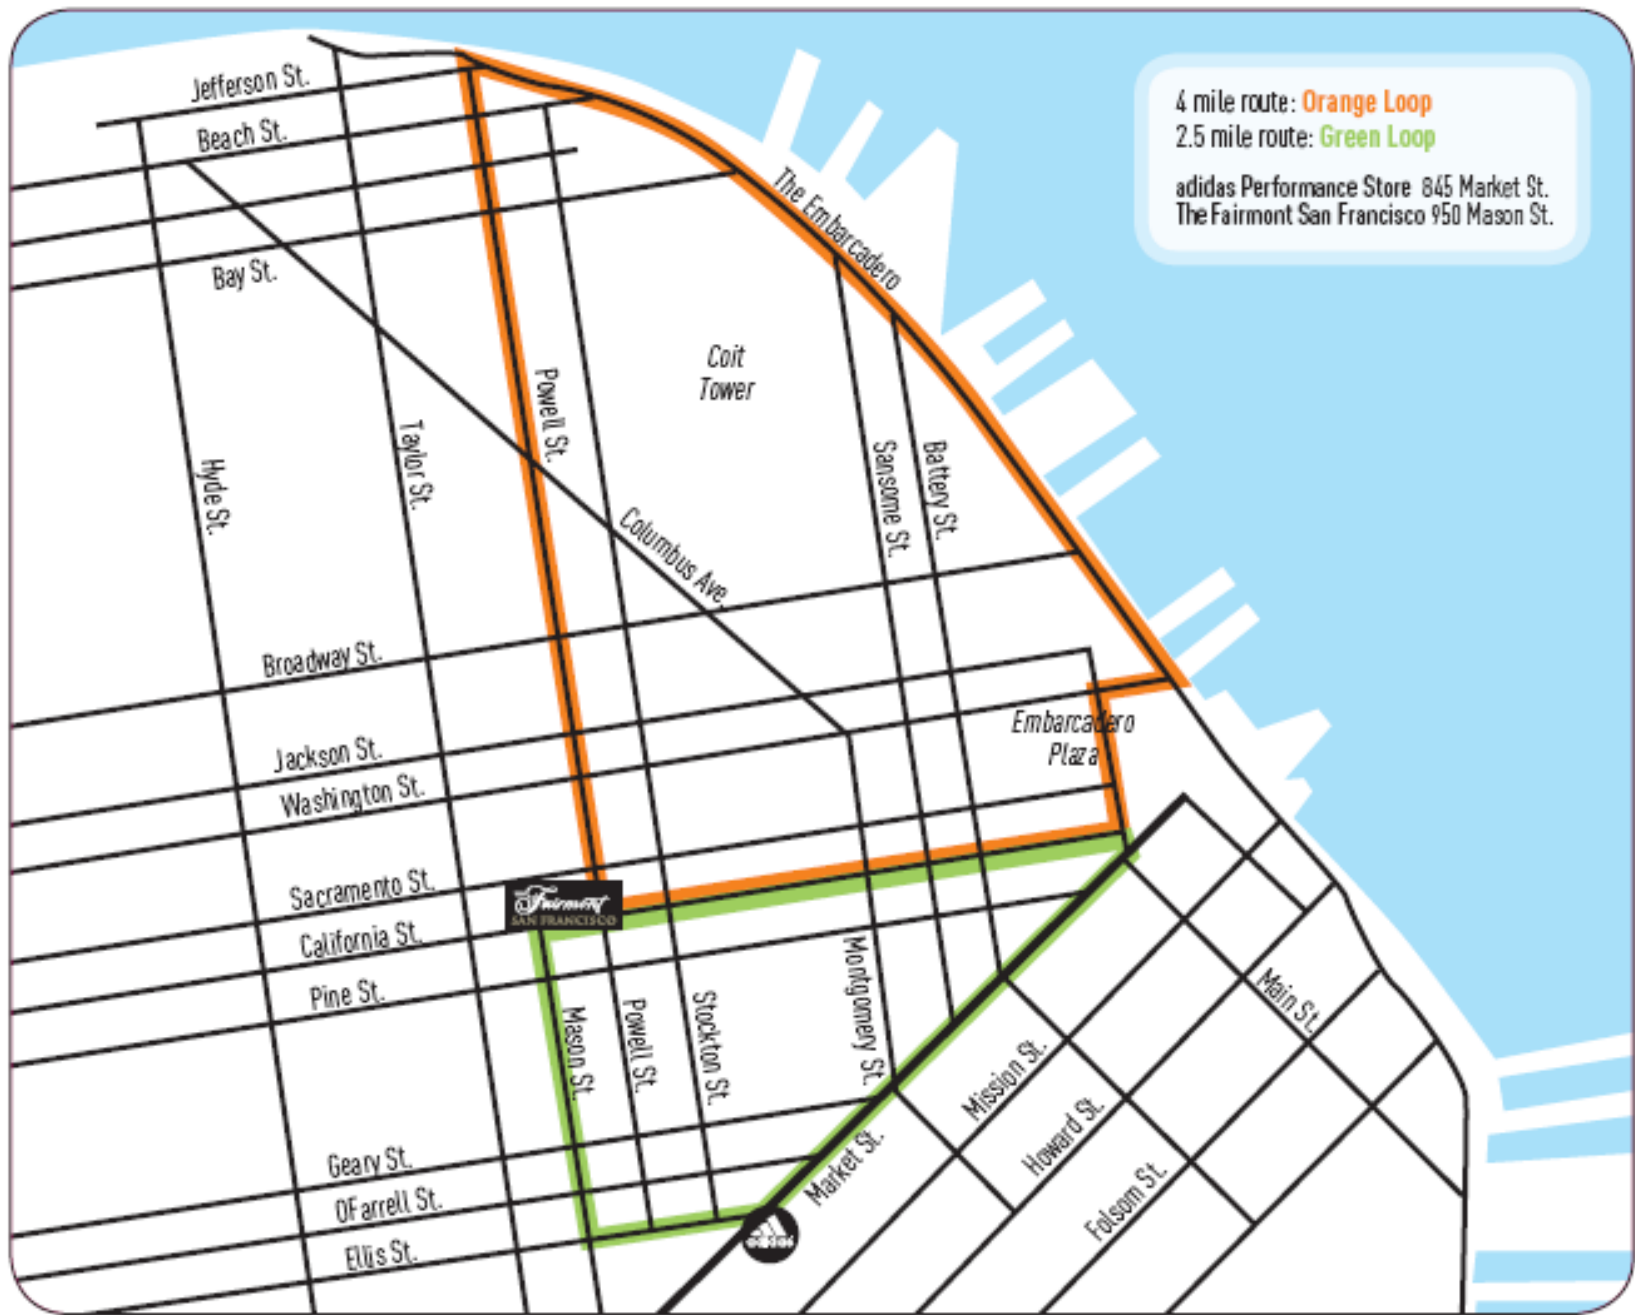 4 mile route: Orange Loop
2.5 mile route: Green Loop
adidas Performance Store 845 Market St.
The Fairmont San Francisco 950 Mason St.
Jefferson St.
Beach St.
Bay St.
The Embarcadero
Coit
Tower
Powell St.
Taylor St.
Hyde St.
Sansome St.
Battery St.
Columbus Ave.
Broadway St.
Jackson St.
Washington St.
Embarcadero
Plaza
Sacramento St.
California St.
Pine St.
Fairmont
SAN FRANCISCO
Mason St.
Powell St.
Stockton St.
Montgomery St.
Main St.
Mission St.
Howard St.
Folsom St.
Market St.
Geary St.
OFarrell St.
Ellis St.
adidas